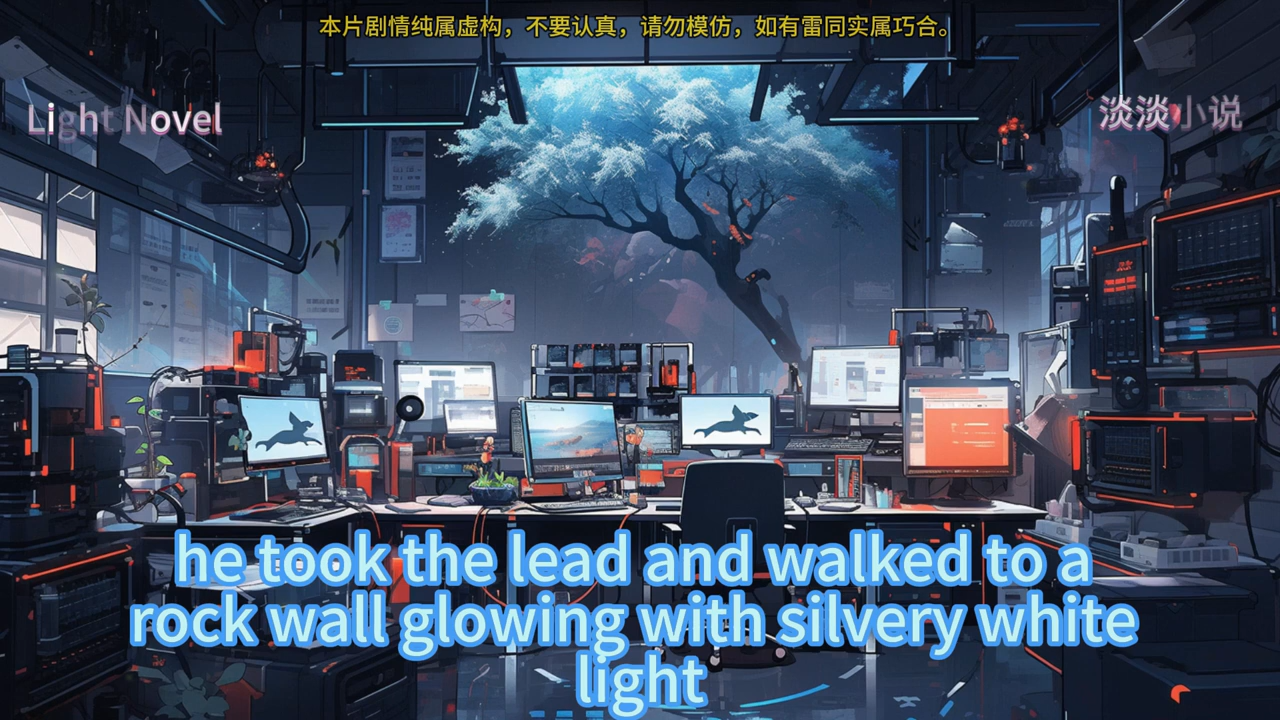 本片剧情纯属虚构，不要认真，请勿模仿，如有雷同实属巧合。
Light Novel
淡淡小说
he took the lead and walked to a
rock wall glowing with silvery white
light